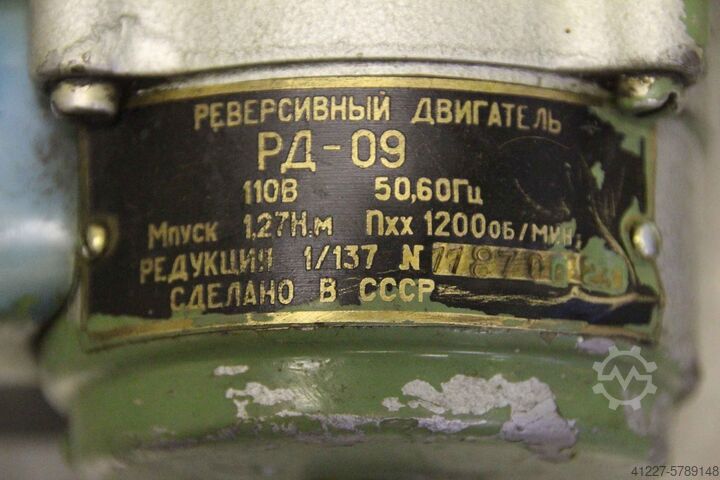 РЕВЕРСИВНЫЙ ДВИГАТЕЛЬ
РД-09
110В 50,60Гц
Мпуск 1,27Н.м Пхх 1200об/мин.
РЕДУКЦИЯ 1/137 N
СДЕЛАНО В СССР
41227-5789148